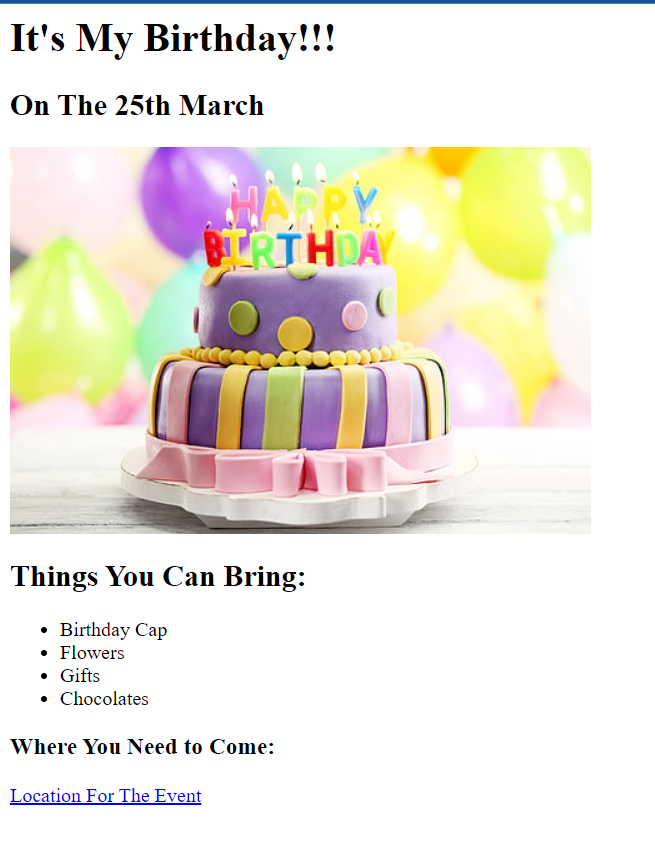 It's My Birthday!!!
On The 25th March
HAPPY
BIRTHDAY
Things You Can Bring:
Birthday Cap
Flowers
Gifts
Chocolates
Where You Need to Come:
Location For The Event